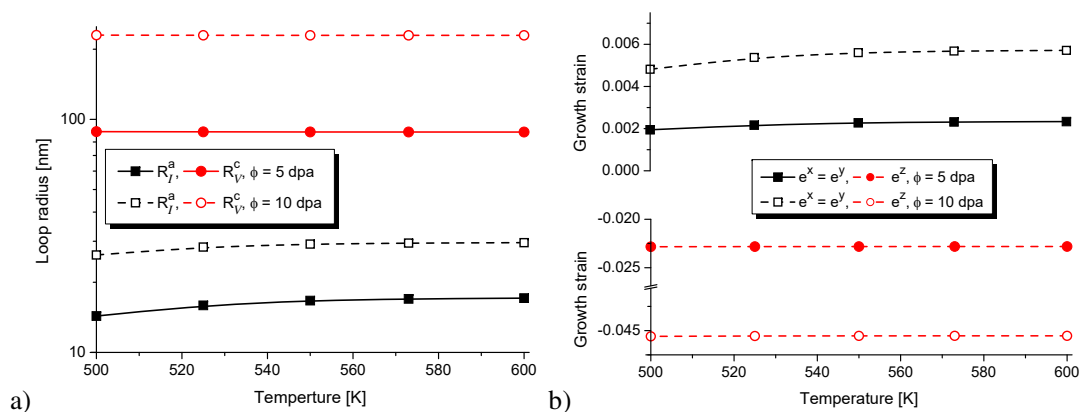 a)
Loop radius [nm]
100
10
R_I^a, R_V^c, ϕ = 5 dpa
R_I^a, R_V^c, ϕ = 10 dpa
500 520 540 560 580 600
Temperture [K]
b)
Growth strain
0.006
0.004
0.002
0.000
e^x = e^y, e^z, ϕ = 5 dpa
e^x = e^y, e^z, ϕ = 10 dpa
Growth strain
-0.020
-0.025
-0.045
500 520 540 560 580 600
Temperature [K]